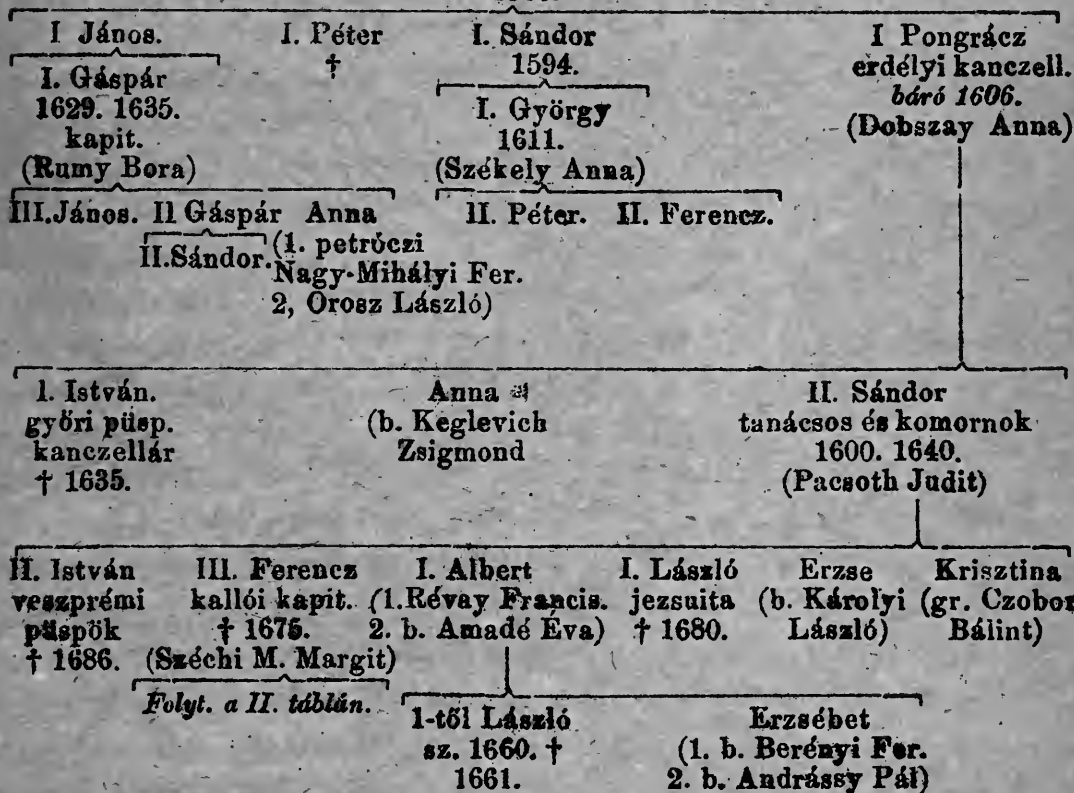 I János. I. Péter I. Sándor I Pongrácz
† 1594. erdélyi kanczell.
I. Gáspár báró 1606.
1629. 1635. I. György (Dobszay Anna)
kapit. 1611.
(Rumy Bora) (Székely Anna)
III.János. II Gáspár Anna II. Péter. II. Ferencz.
II.Sándor. (1. petróczi
Nagy-Mihályi Fer.
2, Orosz László)
I. István. Anna II. Sándor
győri püsp. (b. Keglevich tanácsos és komornok
kanczellár Zsigmond 1600. 1640.
† 1635. (Pacsoth Judit)
II. István III. Ferencz I. Albert I. László Erzse Krisztina
veszprémi kallói kapit. (1.Révay Francis. jezsuita (b. Károlyi (gr. Czobor
püspök † 1675. 2. b. Amadé Éva) † 1680. László) Bálint)
† 1686. (Széchi M. Margit)
Folyt. a II. táblán.
1-től László Erzsébet
sz. 1660. † (1. b. Berényi Fer.
1661. 2. b. Andrássy Pál)